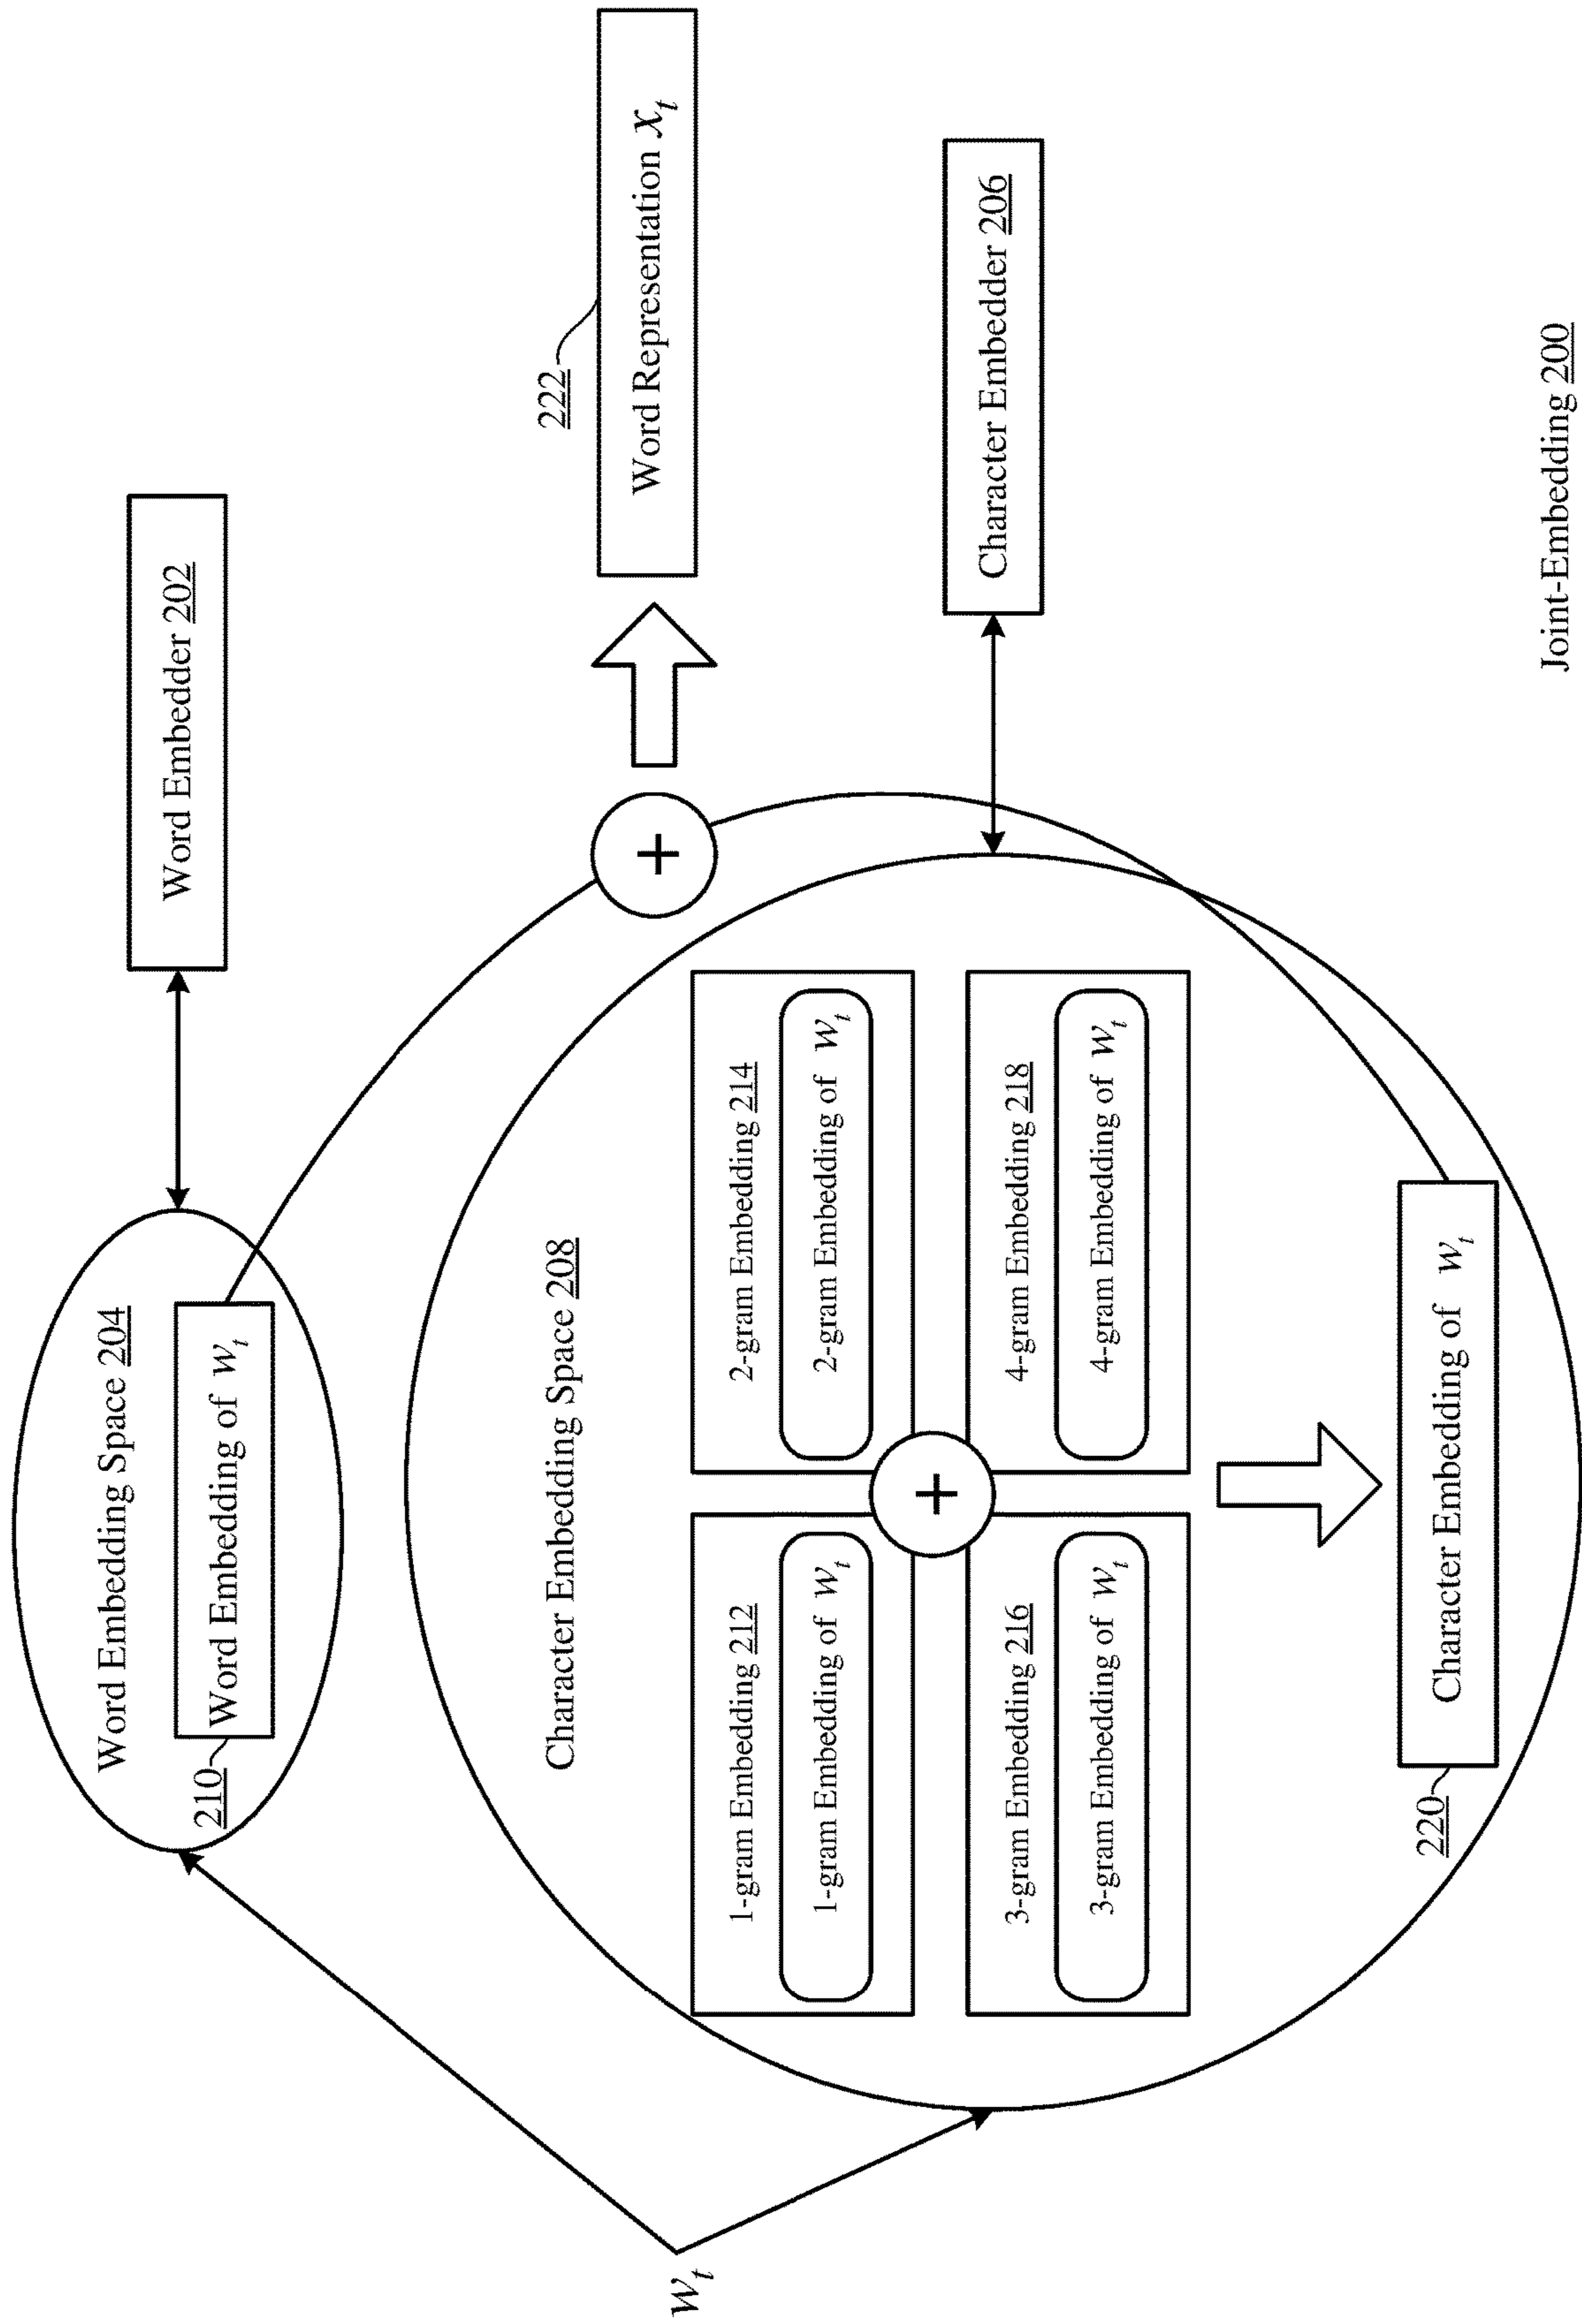 Word Embedding Space 204
Word Embedder 202
210
Word Embedding of w_t
222
Word Representation x_t
+
w_t
Character Embedding Space 208
1-gram Embedding 212
1-gram Embedding of w_t
2-gram Embedding 214
2-gram Embedding of w_t
+
3-gram Embedding 216
3-gram Embedding of w_t
4-gram Embedding 218
4-gram Embedding of w_t
Character Embedder 206
220
Character Embedding of w_t
Joint-Embedding 200